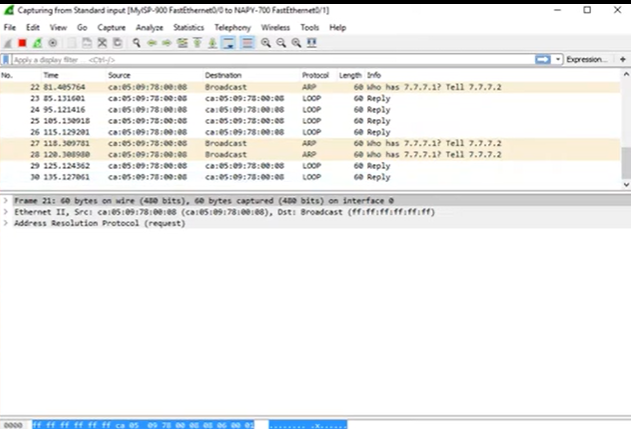 Capturing from Standard input [MyISP-900 FastEthernet0/0 to NAPY-700 FastEthernet0/1]
File Edit View Go Capture Analyze Statistics Telephony Wireless Tools Help
Apply a display filter ... <Ctrl-/> Expression... +
No. Time Source Destination Protocol Length Info
22 81.405764 ca:05:09:78:00:08 Broadcast ARP 60 Who has 7.7.7.1? Tell 7.7.7.2
23 85.131601 ca:05:09:78:00:08 ca:05:09:78:00:08 LOOP 60 Reply
24 95.121416 ca:05:09:78:00:08 ca:05:09:78:00:08 LOOP 60 Reply
25 105.130918 ca:05:09:78:00:08 ca:05:09:78:00:08 LOOP 60 Reply
26 115.129201 ca:05:09:78:00:08 ca:05:09:78:00:08 LOOP 60 Reply
27 118.309781 ca:05:09:78:00:08 Broadcast ARP 60 Who has 7.7.7.1? Tell 7.7.7.2
28 120.308980 ca:05:09:78:00:08 Broadcast ARP 60 Who has 7.7.7.1? Tell 7.7.7.2
29 125.124362 ca:05:09:78:00:08 ca:05:09:78:00:08 LOOP 60 Reply
30 135.127061 ca:05:09:78:00:08 ca:05:09:78:00:08 LOOP 60 Reply
> Frame 21: 60 bytes on wire (480 bits), 60 bytes captured (480 bits) on interface 0
> Ethernet II, Src: ca:05:09:78:00:08 (ca:05:09:78:00:08), Dst: Broadcast (ff:ff:ff:ff:ff:ff)
> Address Resolution Protocol (request)
0000 ff ff ff ff ff ff ca 05 09 78 00 08 08 06 00 01 ........ .x......